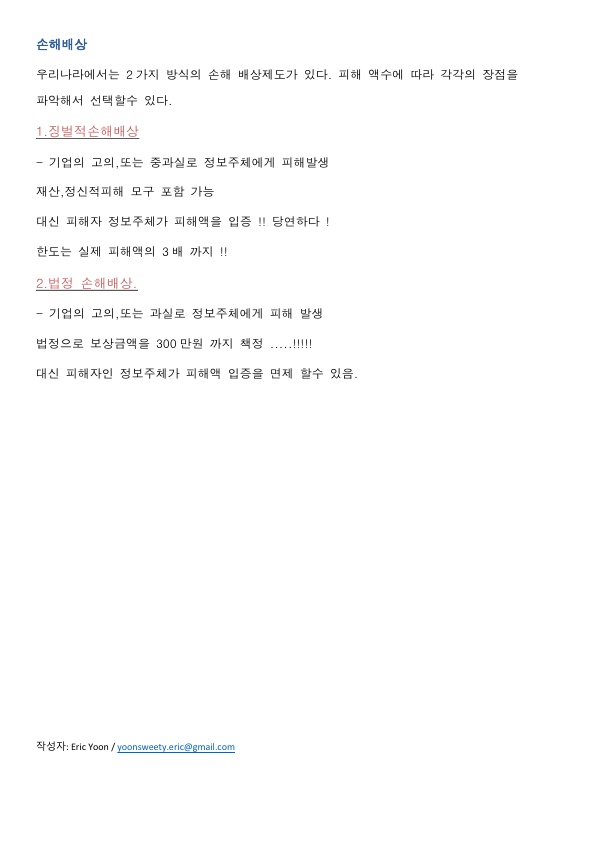 손해배상
우리나라에서는 2가지 방식의 손해 배상제도가 있다. 피해 액수에 따라 각각의 장점을
파악해서 선택할수 있다.
1.징벌적손해배상
– 기업의 고의,또는 중과실로 정보주체에게 피해발생
재산,정신적피해 모구 포함 가능
대신 피해자 정보주체가 피해액을 입증 !! 당연하다 !
한도는 실제 피해액의 3배 까지 !!
2.법정 손해배상.
– 기업의 고의,또는 과실로 정보주체에게 피해 발생
법정으로 보상금액을 300만원 까지 책정 .....!!!!!
대신 피해자인 정보주체가 피해액 입증을 면제 할수 있음.
작성자: Eric Yoon / yoonsweety.eric@gmail.com